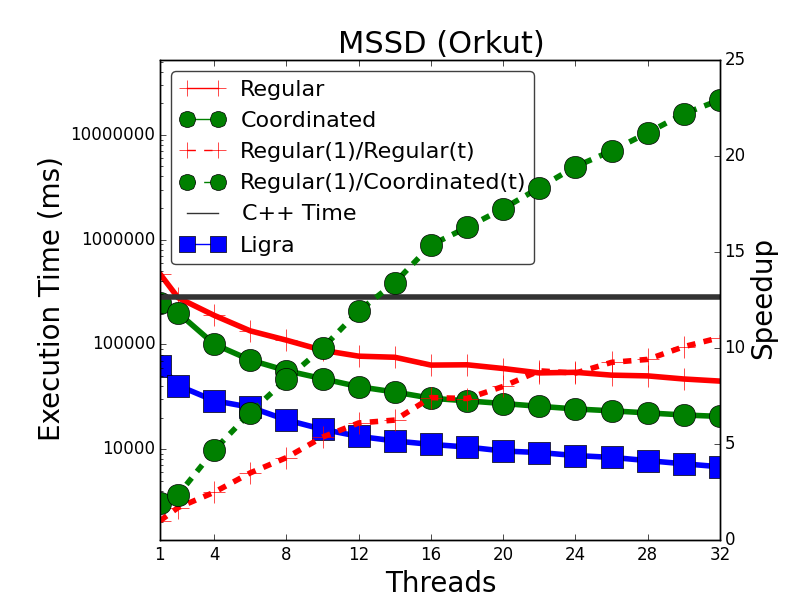 MSSD (Orkut)
Regular
Coordinated
Regular(1)/Regular(t)
Regular(1)/Coordinated(t)
C++ Time
Ligra
Execution Time (ms)
10000000
1000000
100000
10000
25
20
15
10
5
0
Speedup
1 4 8 12 16 20 24 28 32
Threads